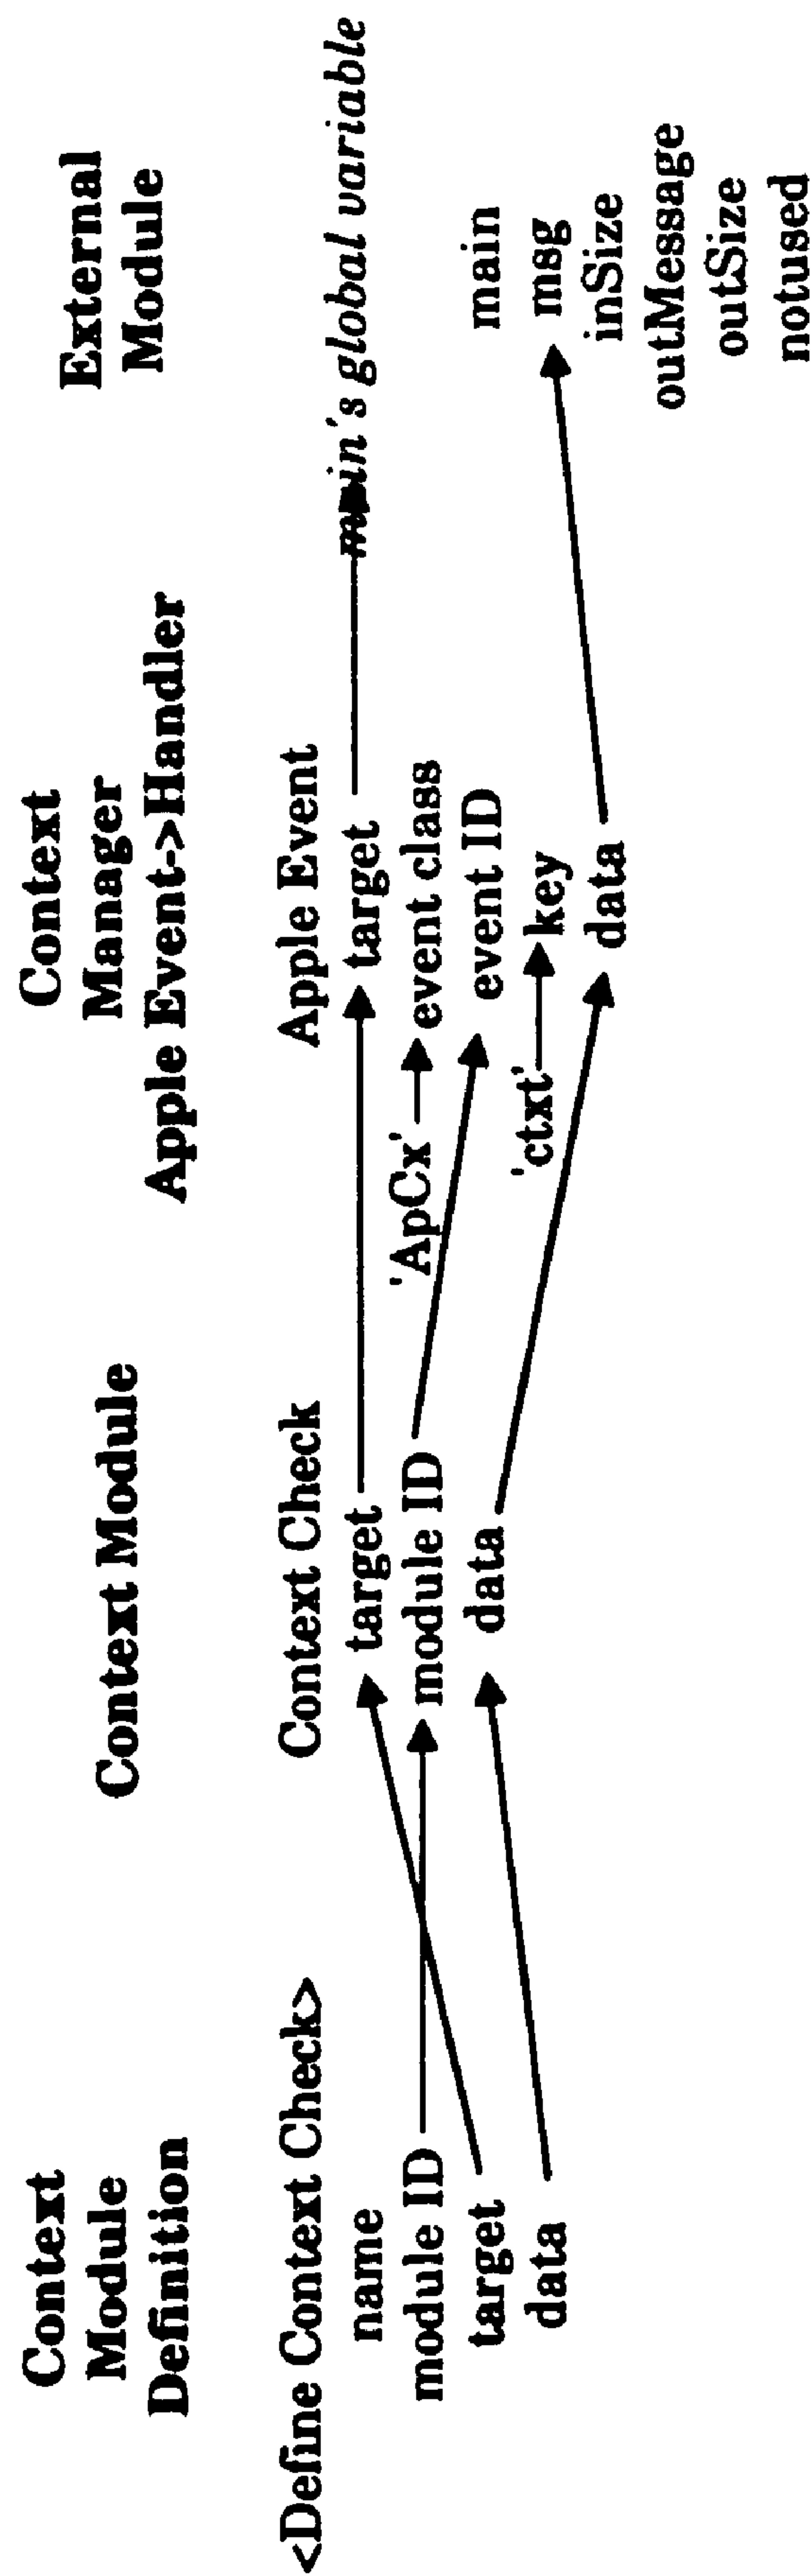 Context
Module
Definition
<Define Context Check>
name
module ID
target
data
Context Module
Context Check
target
module ID
data
Context
Manager
Apple Event->Handler
Apple Event
target
'ApCx'
event class
event ID
'ctxt'
key
data
External
Module
main's global variable
main
msg
inSize
outMessage
outSize
notused